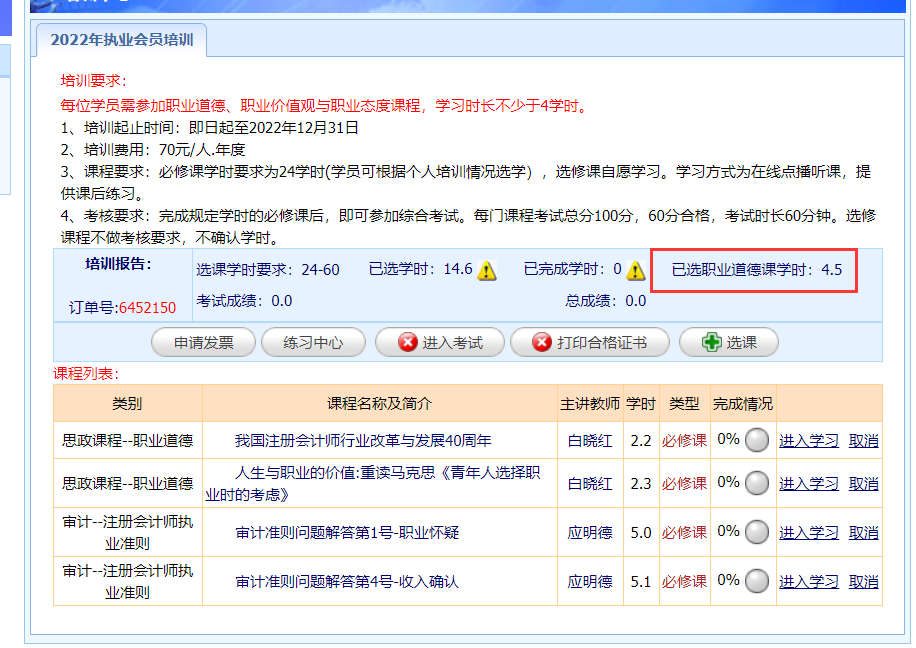 2022年执业会员培训
培训要求：
每位学员需参加职业道德、职业价值观与职业态度课程，学习时长不少于4学时。
1、培训起止时间：即日起至2022年12月31日
2、培训费用：70元/人.年度
3、课程要求：必修课学时要求为24学时(学员可根据个人培训情况选学），选修课自愿学习。学习方式为在线点播听课，提
供课后练习。
4、考核要求：完成规定学时的必修课后，即可参加综合考试。每门课程考试总分100分，60分合格，考试时长60分钟。选修
课程不做考核要求，不确认学时。
培训报告：
订单号:6452150
选课学时要求：24-60 已选学时：14.6 已完成学时：0 已选职业道德课学时：4.5
考试成绩：0.0 总成绩：0.0
申请发票 练习中心 进入考试 打印合格证书 选课
课程列表：
类别 课程名称及简介 主讲教师 学时 类型 完成情况
思政课程--职业道德 我国注册会计师行业改革与发展40周年 白晓红 2.2 必修课 0% 进入学习 取消
思政课程--职业道德 人生与职业的价值:重读马克思《青年人选择职
业时的考虑》 白晓红 2.3 必修课 0% 进入学习 取消
审计--注册会计师执
业准则 审计准则问题解答第1号-职业怀疑 应明德 5.0 必修课 0% 进入学习 取消
审计--注册会计师执
业准则 审计准则问题解答第4号-收入确认 应明德 5.1 必修课 0% 进入学习 取消